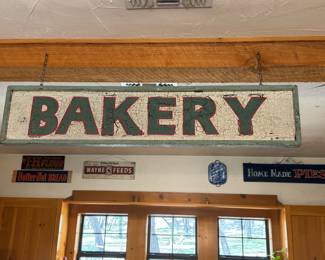 BAKERY
Butter-Nut BREAD
WAYNE FEEDS
HOME MADE PIES